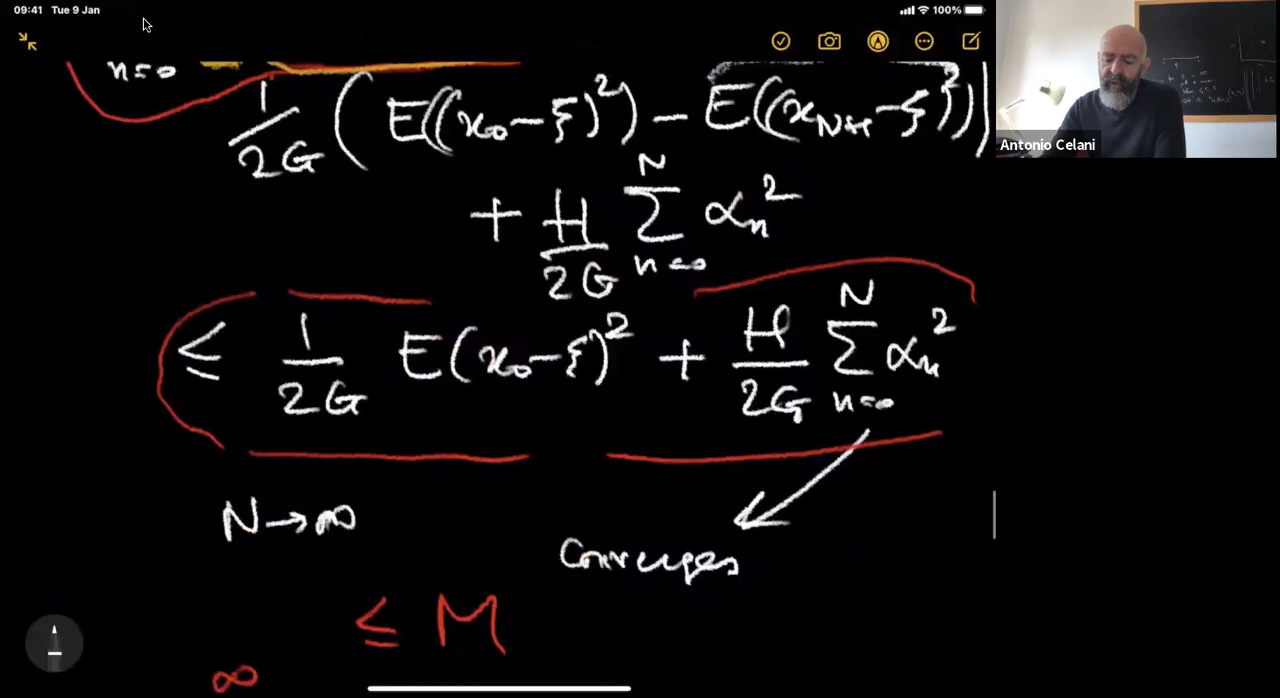 09:41 Tue 9 Jan
100%
n=0
1/2G (E((x₀-ξ)²) - E((x_{N+1}-ξ)²))
+ H/2G Σ_{n=0}^{N} αₙ²
≤ 1/2G E(x₀-ξ)² + H/2G Σ_{n=0}^{N} αₙ²
N→∞
Converges
≤ M
∞
Antonio Celani